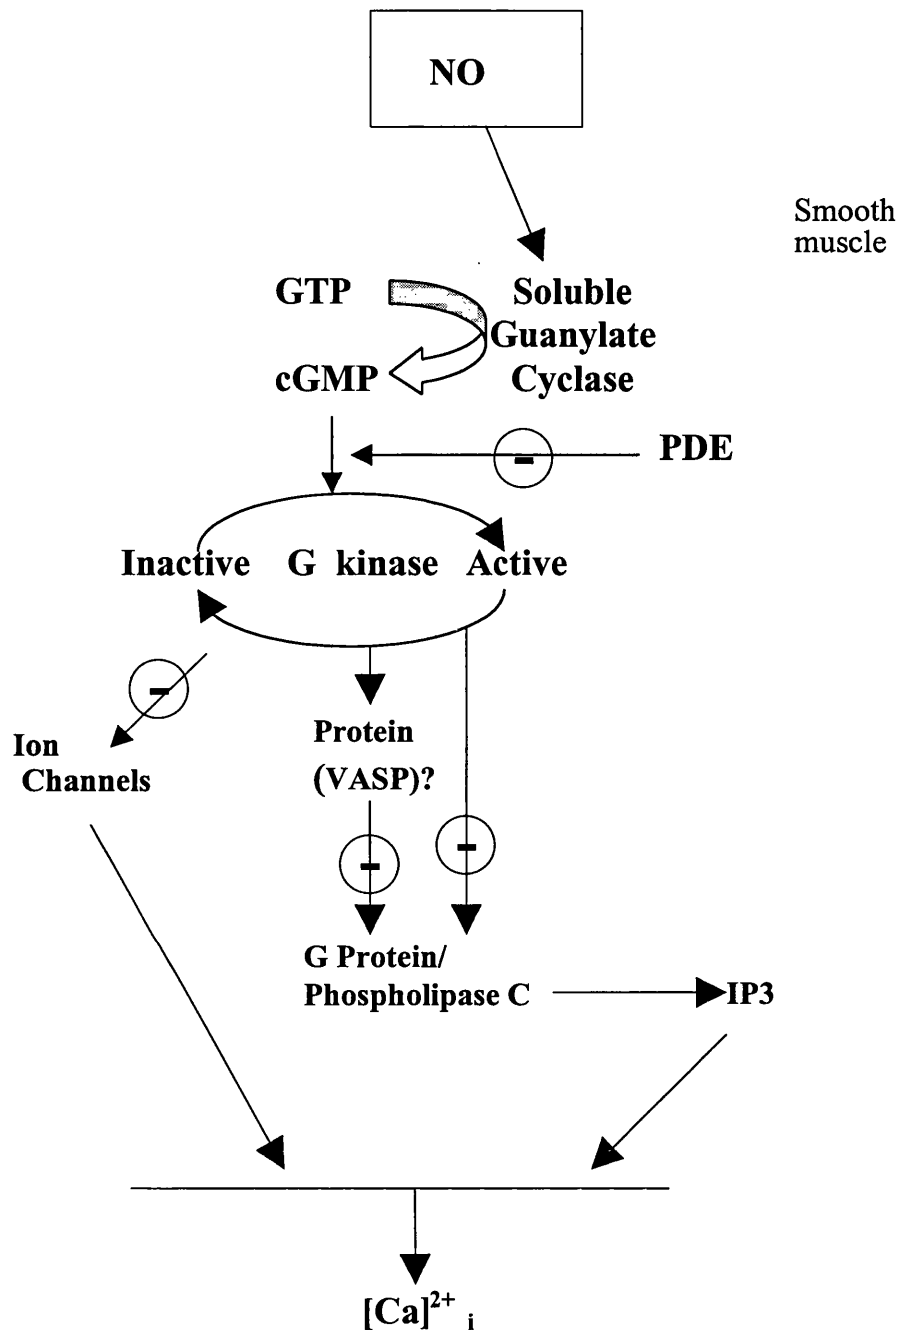 NO
Smooth
muscle
GTP
Soluble
Guanylate
Cyclase
cGMP
PDE
-
Inactive G kinase Active
-
Ion
Channels
Protein
(VASP)?
-
-
G Protein/
Phospholipase C
IP3
[Ca]²⁺ i